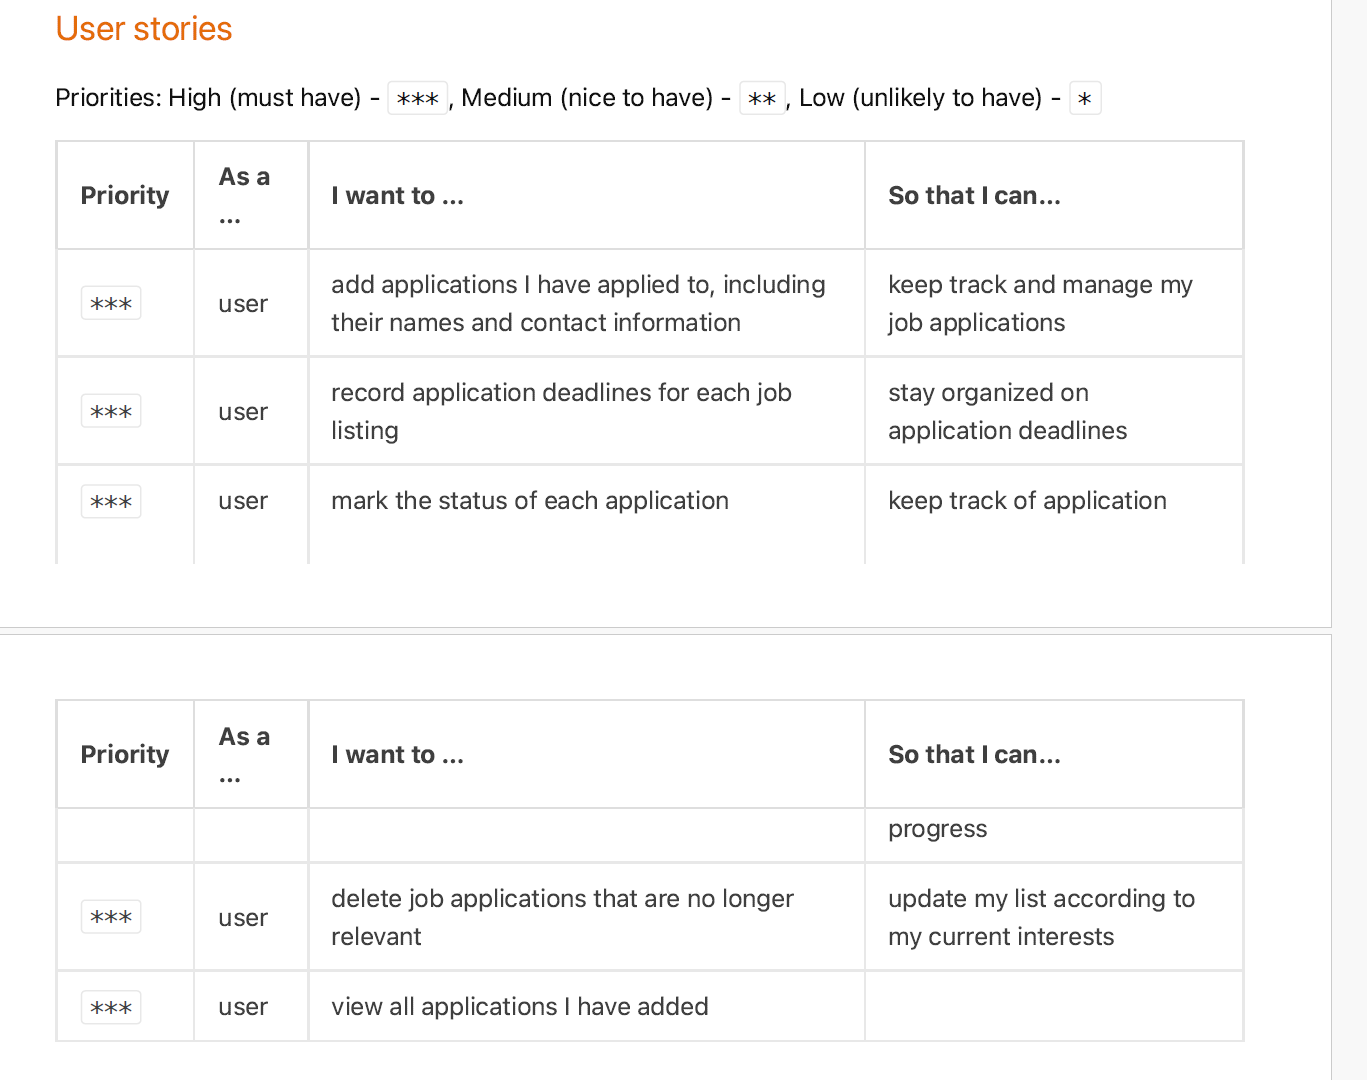 User stories
Priorities: High (must have) - *** , Medium (nice to have) - ** , Low (unlikely to have) - *
Priority As a ... I want to ... So that I can...
*** user add applications I have applied to, including their names and contact information keep track and manage my job applications
*** user record application deadlines for each job listing stay organized on application deadlines
*** user mark the status of each application keep track of application
Priority As a ... I want to ... So that I can...
progress
*** user delete job applications that are no longer relevant update my list according to my current interests
*** user view all applications I have added